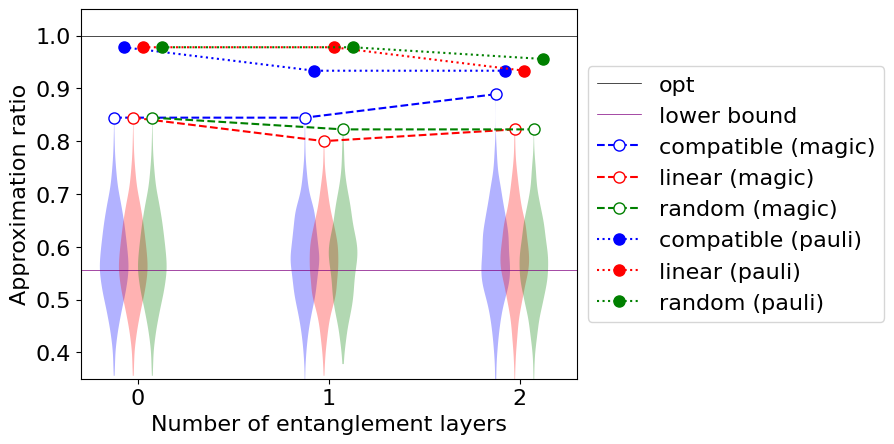 Approximation ratio
1.0
0.9
0.8
0.7
0.6
0.5
0.4
0
1
2
Number of entanglement layers
opt
lower bound
compatible (magic)
linear (magic)
random (magic)
compatible (pauli)
linear (pauli)
random (pauli)